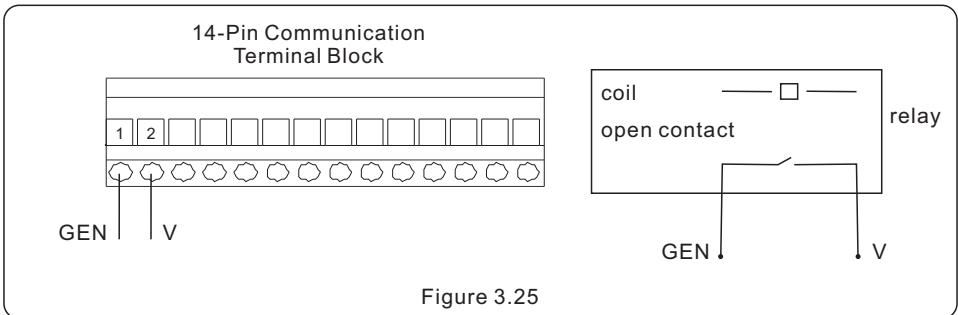 14-Pin Communication
Terminal Block
1 2
GEN V
coil
open contact
relay
GEN V
Figure 3.25